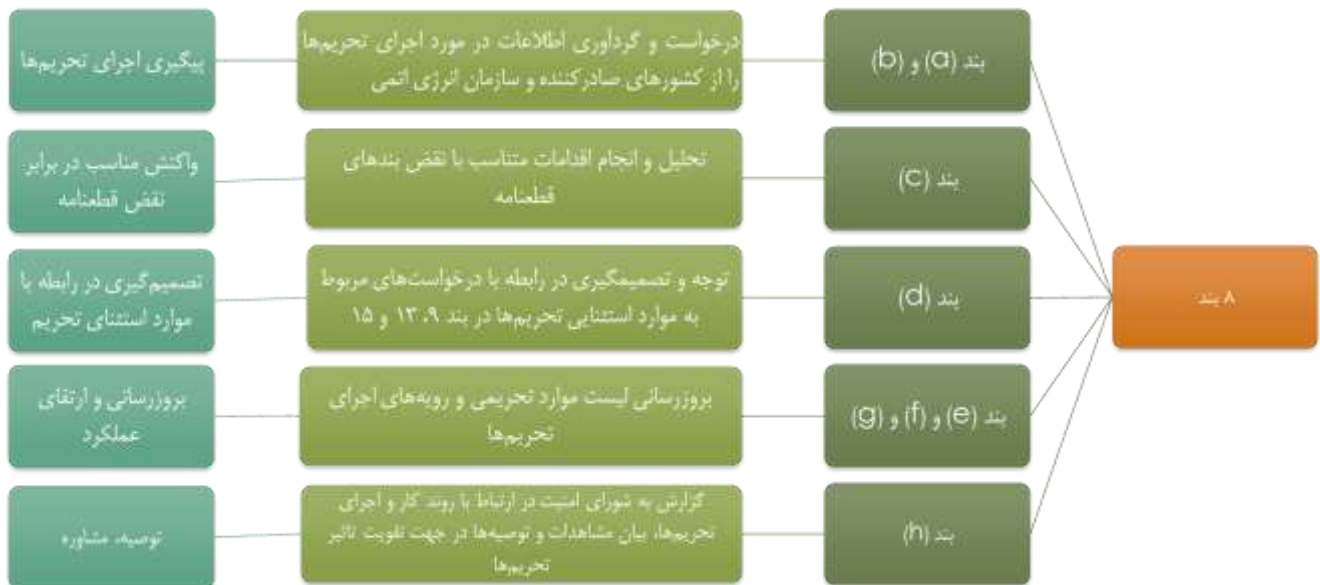 ۸ بند
بند (a) و (b)
درخواست و گردآوری اطلاعات در مورد اجرای تحریم‌ها
را از کشورهای صادرکننده و سازمان انرژی اتمی
پیگیری اجرای تحریم‌ها
بند (c)
تحلیل و انجام اقدامات متناسب با نقض بندهای
قطعنامه
واکنش مناسب در برابر
نقض قطعنامه
بند (d)
توجه و تصمیمگیری در رابطه با درخواست‌های مربوط
به موارد استثنایی تحریم‌ها در بند ۹، ۱۳ و ۱۵
تصمیم‌گیری در رابطه با
موارد استثنای تحریم
بند (e) و (f) و (g)
بروزرسانی لیست موارد تحریمی و رویه‌های اجرای
تحریم‌ها
بروزرسانی و ارتقای
عملکرد
بند (h)
گزارش به شورای امنیت در ارتباط با روند کار و اجرای
تحریم‌ها، بیان مشاهدات و توصیه‌ها در جهت تقویت تاثیر
تحریم‌ها
توصیه، مشاوره